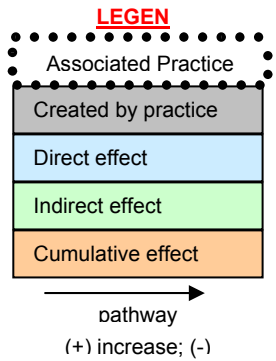 LEGEN
Associated Practice
Created by practice
Direct effect
Indirect effect
Cumulative effect
pathway
(+) increase; (-)